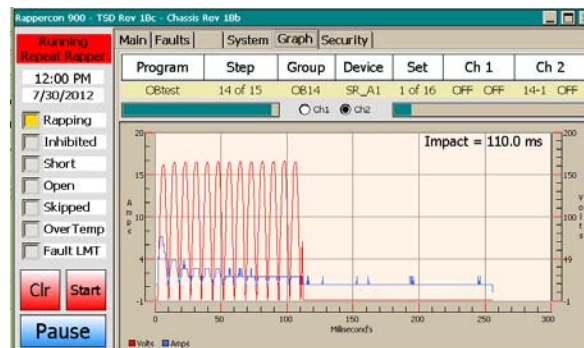 Rappercon 900 - TSD Rev 1Bc - Chassis Rev 1Bb
Running
Repeat Rapper
12:00 PM
7/30/2012
Rapping
Inhibited
Short
Open
Skipped
OverTemp
Fault LMT
Clr Start
Pause
Main Faults System Graph Security
Program Step Group Device Set Ch 1 Ch 2
OBtest 14 of 15 OB14 SR_A1 1 of 16 OFF OFF 14-1 OFF
Ch1 Ch2
Impact = 110.0 ms
20 15 10 4 -1
Amps
200 150 100 49 -1
Volts
0 50 100 150 200 250 300
Milisecond's
Volts Amps